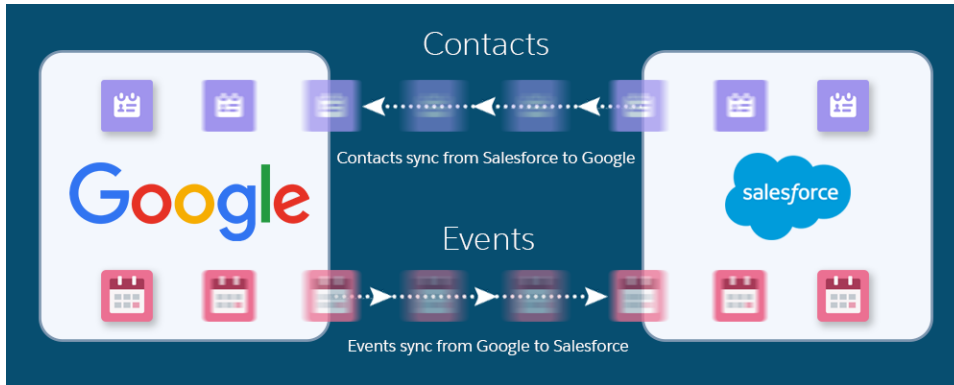 Contacts
Contacts sync from Salesforce to Google
Google
salesforce
Events
Events sync from Google to Salesforce